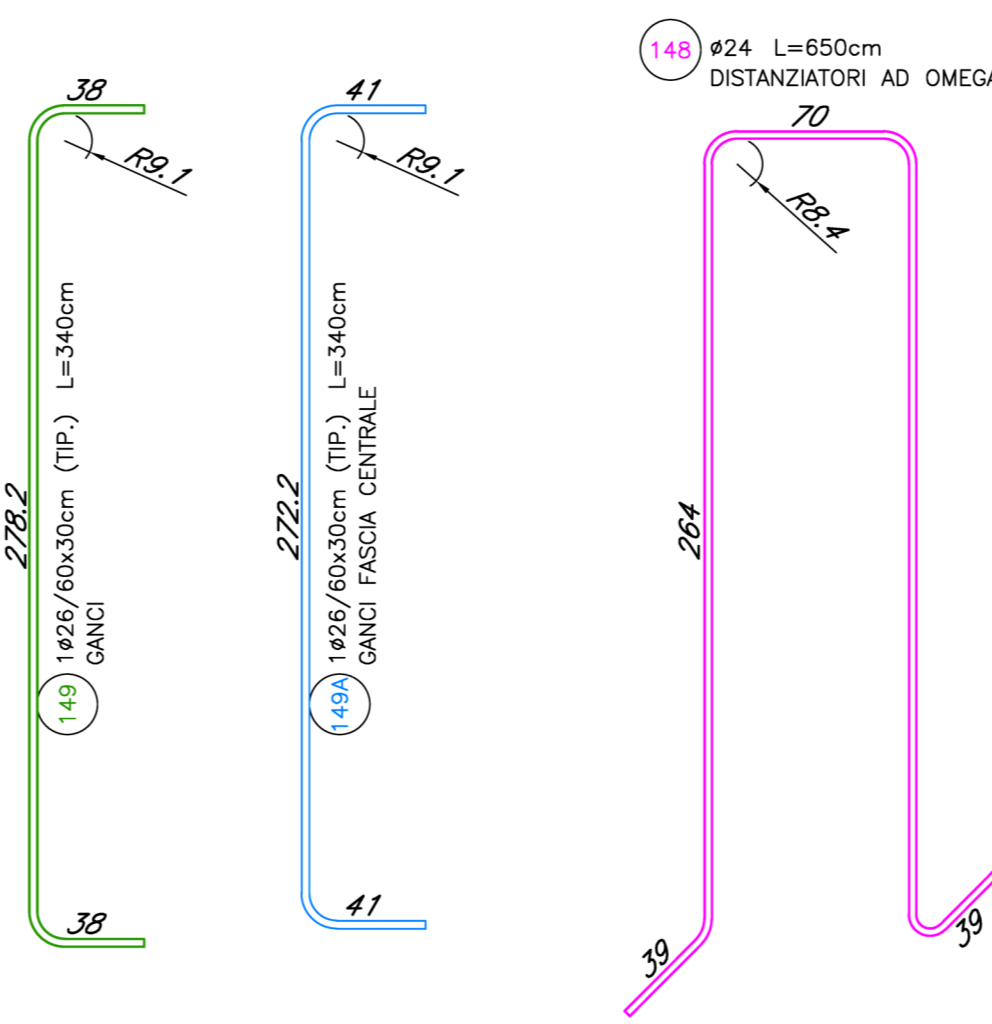 148 ø24 L=650cm
DISTANZIATORI AD OMEGA
38
R9.1
278.2
149 1ø26/60x30cm (TIP.) L=340cm
GANCI
38
41
R9.1
272.2
149A 1ø26/60x30cm (TIP.) L=340cm
GANCI FASCIA CENTRALE
41
70
R8.4
264
39
39